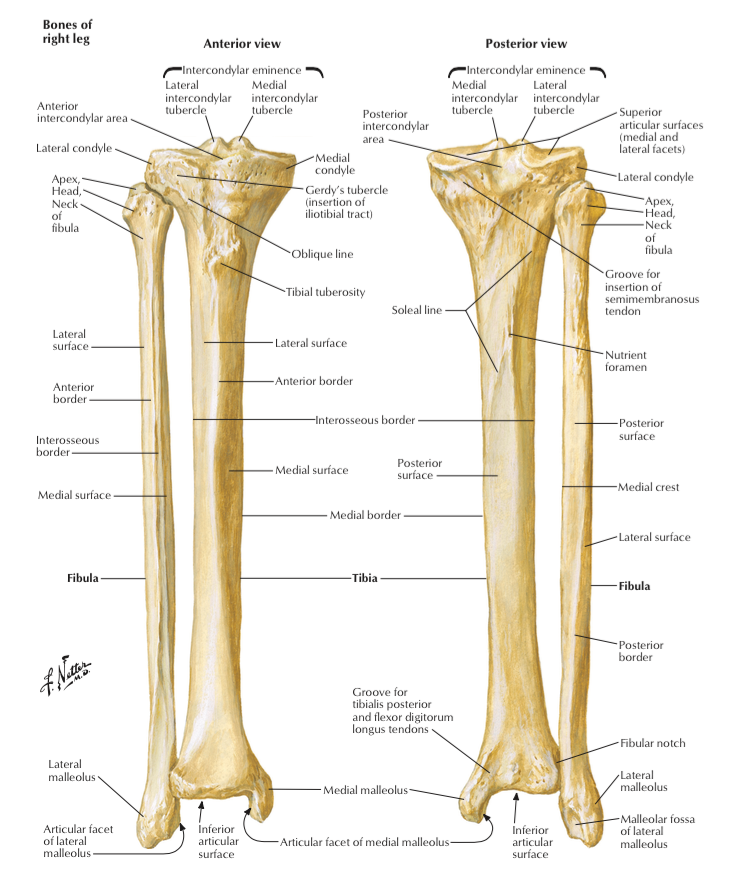 Bones of
right leg
Anterior view
Posterior view
Intercondylar eminence
Lateral
intercondylar
tubercle
Medial
intercondylar
tubercle
Anterior
intercondylar area
Lateral condyle
Apex,
Head,
Neck
of
fibula
Medial
condyle
Gerdy's tubercle
(insertion of
iliotibial tract)
Oblique line
Tibial tuberosity
Lateral
surface
Anterior
border
Interosseous
border
Medial surface
Fibula
Lateral surface
Anterior border
Interosseous border
Medial surface
Medial border
Tibia
Intercondylar eminence
Medial
intercondylar
tubercle
Lateral
intercondylar
tubercle
Posterior
intercondylar
area
Superior
articular surfaces
(medial and
lateral facets)
Lateral condyle
Apex,
Head,
Neck
of
fibula
Groove for
insertion of
semimembranosus
tendon
Soleal line
Nutrient
foramen
Posterior
surface
Posterior
surface
Medial crest
Lateral surface
Fibula
Posterior
border
F. Netter
M.D.
Groove for
tibialis posterior
and flexor digitorum
longus tendons
Fibular notch
Lateral
malleolus
Medial malleolus
Lateral
malleolus
Articular facet
of lateral
malleolus
Inferior
articular
surface
Articular facet of medial malleolus
Inferior
articular
surface
Malleolar fossa
of lateral
malleolus